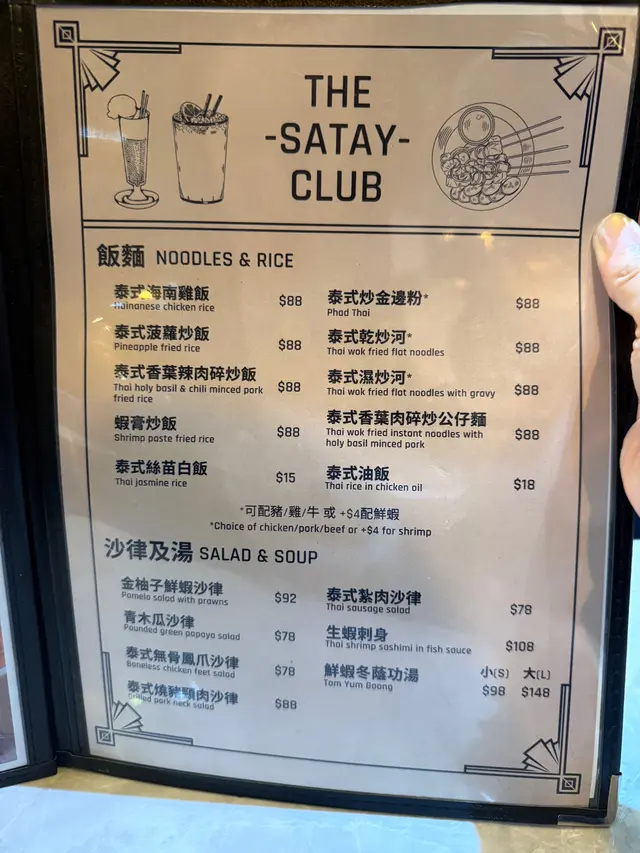 THE
-SATAY-
CLUB
飯麵 NOODLES & RICE
泰式海南雞飯
Hainanese chicken rice
$88
泰式菠蘿炒飯
Pineapple fried rice
$88
泰式香葉辣肉碎炒飯
Thai holy basil & chili minced pork
fried rice
$88
蝦膏炒飯
Shrimp paste fried rice
$88
泰式絲苗白飯
Thai jasmine rice
$15
泰式炒金邊粉*
Phad Thai
$88
泰式乾炒河*
Thai wok fried flat noodles
$88
泰式濕炒河*
Thai wok fried flat noodles with gravy
$88
泰式香葉肉碎炒公仔麵
Thai wok fried instant noodles with
holy basil minced pork
$88
泰式油飯
Thai rice in chicken oil
$18
*可配豬/雞/牛 或 +$4配鮮蝦
*Choice of chicken/pork/beef or +$4 for shrimp
沙律及湯 SALAD & SOUP
金柚子鮮蝦沙律
Pomelo salad with prawns
$92
青木瓜沙律
Pounded green papaya salad
$78
泰式無骨鳳爪沙律
Boneless chicken feet salad
$78
泰式燒豬頸肉沙律
Grilled pork neck salad
$88
泰式紮肉沙律
Thai sausage salad
$78
生蝦刺身
Thai shrimp sashimi in fish sauce
$108
鮮蝦冬蔭功湯
Tom Yum Goong
小(S) 大(L)
$98 $148